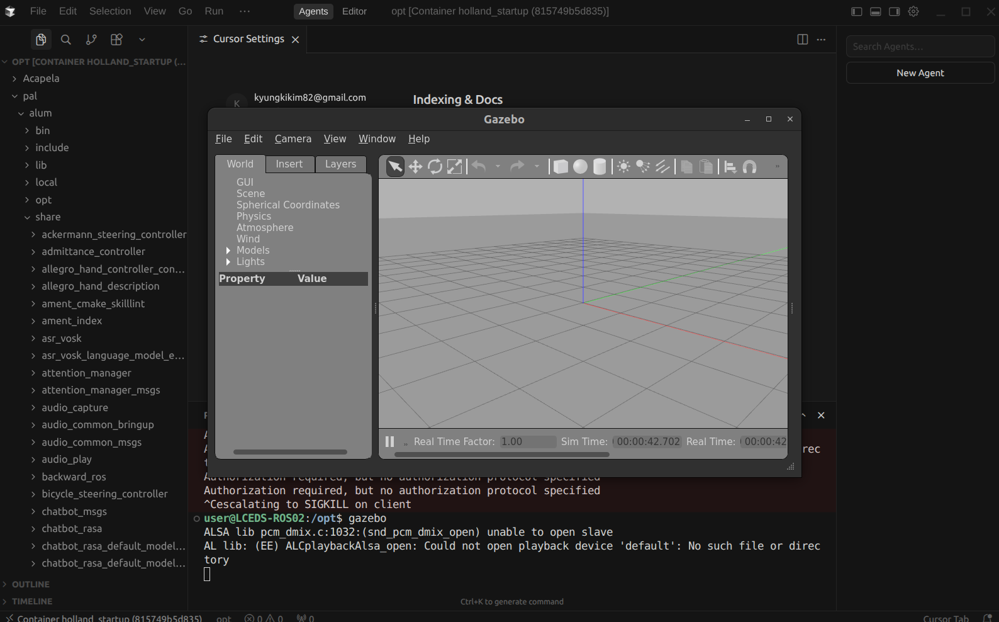 File Edit Selection View Go Run ···
Agents Editor
opt [Container holland_startup (815749b5d835)]
OPT [CONTAINER HOLLAND_STARTUP (...
Acapela
pal
alum
bin
include
lib
local
opt
share
ackermann_steering_controller
admittance_controller
allegro_hand_controller_con...
allegro_hand_description
ament_cmake_skilllint
ament_index
asr_vosk
asr_vosk_language_model_e...
attention_manager
attention_manager_msgs
audio_capture
audio_common_bringup
audio_common_msgs
audio_play
backward_ros
bicycle_steering_controller
chatbot_msgs
chatbot_rasa
chatbot_rasa_default_model...
chatbot_rasa_default_model...
OUTLINE
TIMELINE
Cursor Settings
K
kyungkikim82@gmail.com
Indexing & Docs
Gazebo
File Edit Camera View Window Help
World Insert Layers
GUI
Scene
Spherical Coordinates
Physics
Atmosphere
Wind
Models
Lights
Property Value
Real Time Factor: 1.00 Sim Time: 00:00:42.702 Real Time: 00:00:42
rec
Authorization required, but no authorization protocol specified
Authorization required, but no authorization protocol specified
^Cescalating to SIGKILL on client
user@LCEDS-ROS02:/opt$ gazebo
ALSA lib pcm_dmix.c:1032:(snd_pcm_dmix_open) unable to open slave
AL lib: (EE) ALCplaybackAlsa_open: Could not open playback device 'default': No such file or direc
tory
Ctrl+K to generate command
Search Agents...
New Agent
Container holland_startup (815749b5d835) opt 0 0 0
Cursor Tab